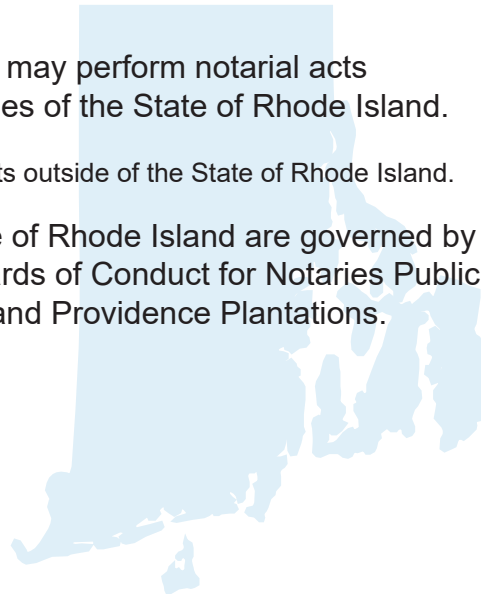 may perform notarial acts
es of the State of Rhode Island.
ts outside of the State of Rhode Island.
e of Rhode Island are governed by
rds of Conduct for Notaries Public
and Providence Plantations.